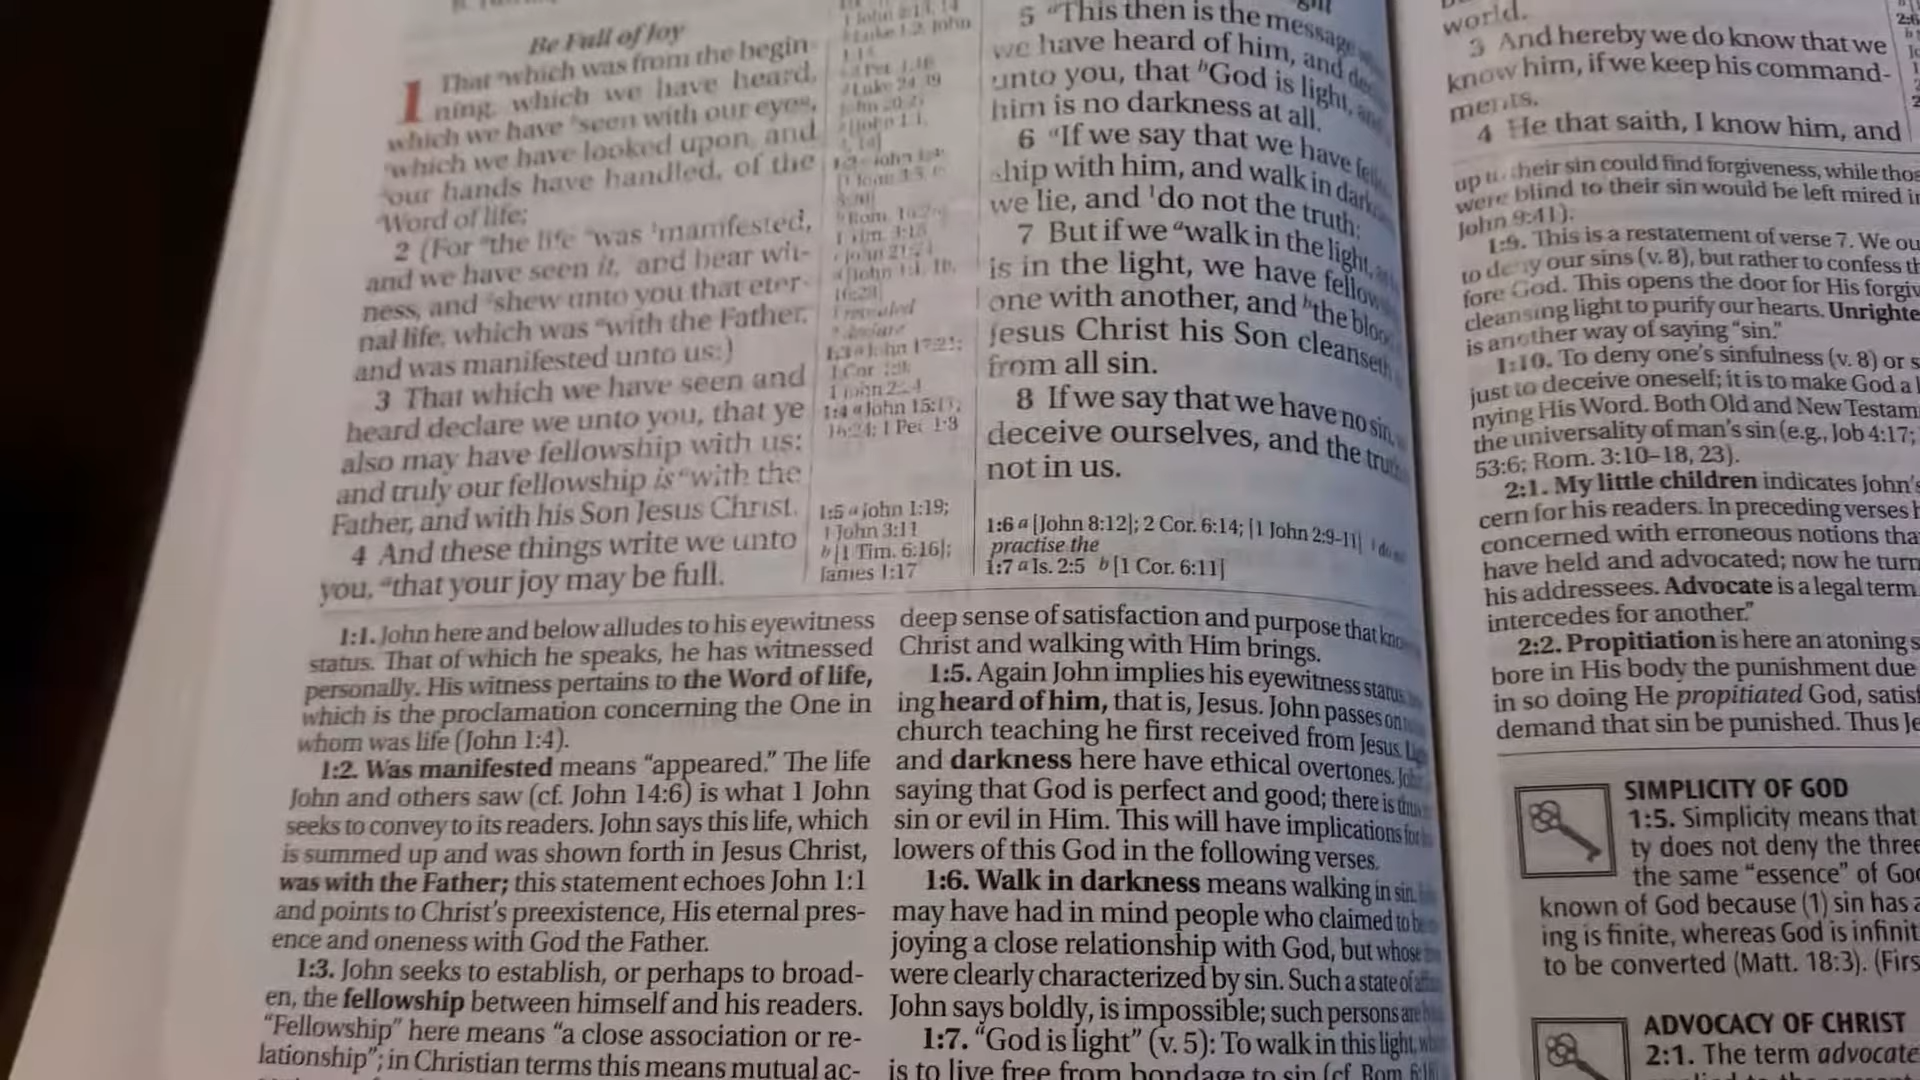 Be Full of Joy
1 That which was from the begin-
ning, which we have heard,
which we have seen with our eyes,
which we have looked upon, and
our hands have handled, of the
Word of life;
2 (For the life was manifested,
and we have seen it, and bear wit-
ness, and shew unto you that eter-
nal life, which was with the Father,
and was manifested unto us:)
3 That which we have seen and
heard declare we unto you, that ye
also may have fellowship with us:
and truly our fellowship is with the
Father, and with his Son Jesus Christ.
4 And these things write we unto
you, that your joy may be full.
revealed
declare
1:3 a John 17:21;
1:4 a John 15:11;
16:24; 1 Pet. 1:8
1:5 a John 1:19;
1 John 3:11
b [1 Tim. 6:16];
James 1:17
5 aThis then is the message
we have heard of him, and
unto you, that bGod is light,
him is no darkness at all.
6 aIf we say that we have
ship with him, and walk in
we lie, and 1do not the truth:
7 But if we awalk in the light,
is in the light, we have
one with another, and bthe
Jesus Christ his Son cleanseth
from all sin.
8 If we say that we have no sin,
deceive ourselves, and the
not in us.
1:6 a [John 8:12]; 2 Cor. 6:14; [1 John 2:9–11]
practise the
1:7 a Is. 2:5 b [1 Cor. 6:11]
1:1. John here and below alludes to his eyewitness
status. That of which he speaks, he has witnessed
personally. His witness pertains to the Word of life,
which is the proclamation concerning the One in
whom was life (John 1:4).
1:2. Was manifested means “appeared.” The life
John and others saw (cf. John 14:6) is what 1 John
seeks to convey to its readers. John says this life, which
is summed up and was shown forth in Jesus Christ,
was with the Father; this statement echoes John 1:1
and points to Christ’s preexistence, His eternal pres-
ence and oneness with God the Father.
1:3. John seeks to establish, or perhaps to broad-
en, the fellowship between himself and his readers.
“Fellowship” here means “a close association or re-
lationship”; in Christian terms this means mutual ac-
deep sense of satisfaction and purpose that
Christ and walking with Him brings.
1:5. Again John implies his eyewitness status,
ing heard of him, that is, Jesus. John passes on
church teaching he first received from Jesus.
and darkness here have ethical overtones.
saying that God is perfect and good; there is
sin or evil in Him. This will have implications for
lowers of this God in the following verses.
1:6. Walk in darkness means walking in sin.
may have had in mind people who claimed to
joying a close relationship with God, but whose
were clearly characterized by sin. Such a state of
John says boldly, is impossible; such persons are
1:7. “God is light” (v. 5): To walk in this light,
is to live free from bondage to sin (cf. Rom.
world.
3 And hereby we do know that we
know him, if we keep his command-
ments.
4 He that saith, I know him, and
up to their sin could find forgiveness, while
were blind to their sin would be left mired
John 9:41).
1:9. This is a restatement of verse 7. We
to deny our sins (v. 8), but rather to confess
fore God. This opens the door for His
cleansing light to purify our hearts.
is another way of saying “sin.”
1:10. To deny one’s sinfulness (v. 8) or
just to deceive oneself; it is to make God a
nying His Word. Both Old and New
the universality of man’s sin (e.g., Job 4:17;
53:6; Rom. 3:10–18, 23).
2:1. My little children indicates John’s
cern for his readers. In preceding verses
concerned with erroneous notions
have held and advocated; now he
his addressees. Advocate is a legal term
intercedes for another.”
2:2. Propitiation is here an atoning
bore in His body the punishment due
in so doing He propitiated God,
demand that sin be punished. Thus
SIMPLICITY OF GOD
1:5. Simplicity means that
ty does not deny the three
the same “essence” of
known of God because (1) sin has
ing is finite, whereas God is
to be converted (Matt. 18:3).
ADVOCACY OF CHRIST
2:1. The term advocate